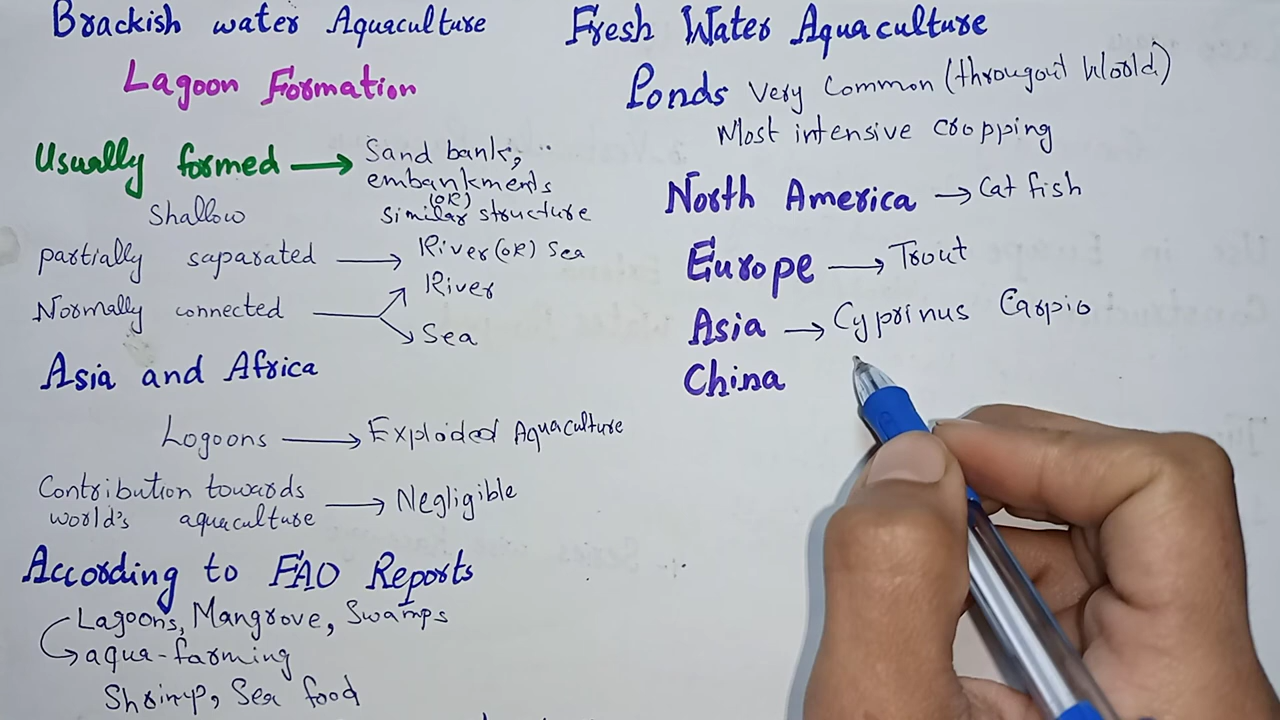 Brackish water Aquaculture
Lagoon Formation
Usually formed → Sand bank,
embankments
(OR)
Similar structure
Shallow
partially saparated → River (OR) Sea
Normally connected → River
Sea
Asia and Africa
Logoons → Exploded Aquaculture
Contribution towards
world's aquaculture → Negligible
According to FAO Reports
Lagoons, Mangrove, Swamps
→ aqua-farming
Shrimp, Sea food
Fresh Water Aquaculture
Ponds Very Common (througout World)
Most intensive cropping
North America → Cat fish
Europe → Trout
Asia → Cyprinus Carpio
China